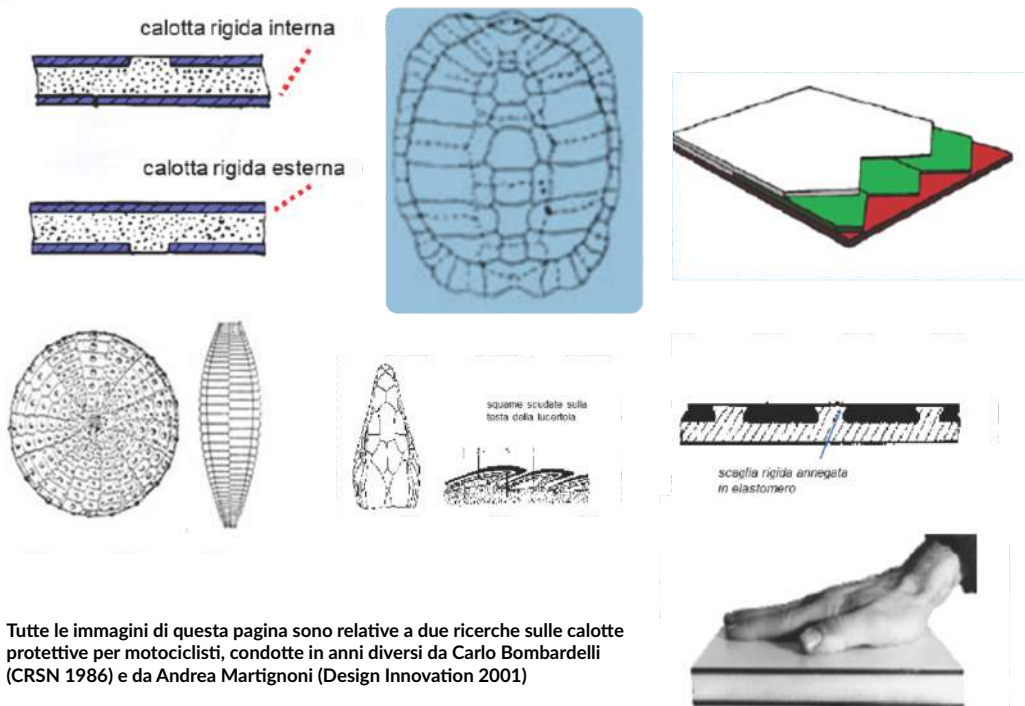 calotta rigida interna
calotta rigida esterna
squame scudate sulla
testa della lucertola
scaglia rigida annegata
in elastomero
Tutte le immagini di questa pagina sono relative a due ricerche sulle calotte
protettive per motociclisti, condotte in anni diversi da Carlo Bombardelli
(CRSN 1986) e da Andrea Martignoni (Design Innovation 2001)